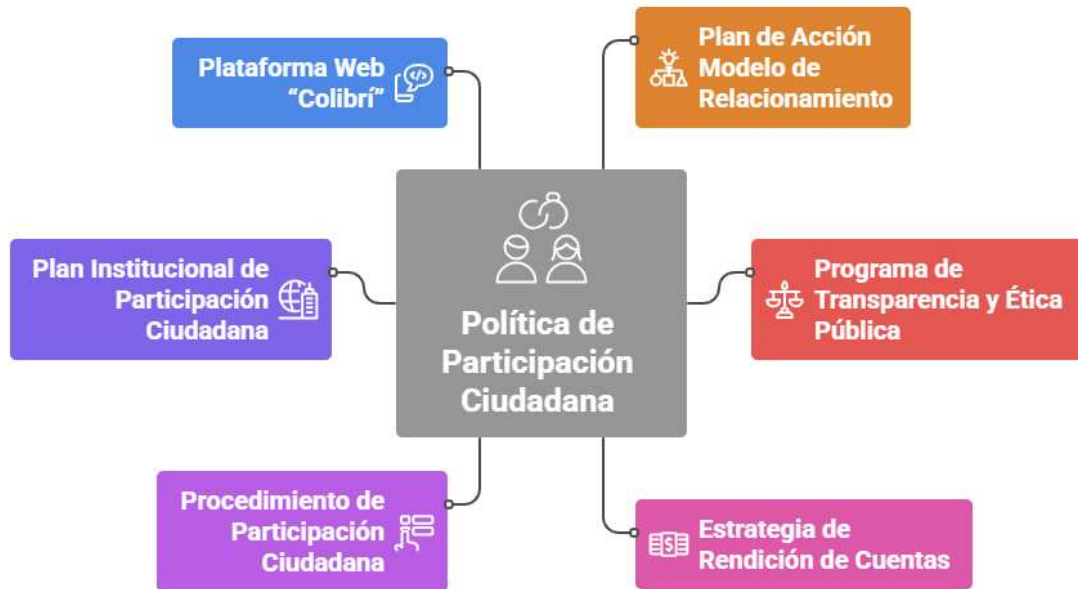 Plataforma Web
“Colibrí”
Plan de Acción
Modelo de
Relacionamiento
Plan Institucional de
Participación
Ciudadana
Política de
Participación
Ciudadana
Programa de
Transparencia y Ética
Pública
Procedimiento de
Participación
Ciudadana
Estrategia de
Rendición de Cuentas